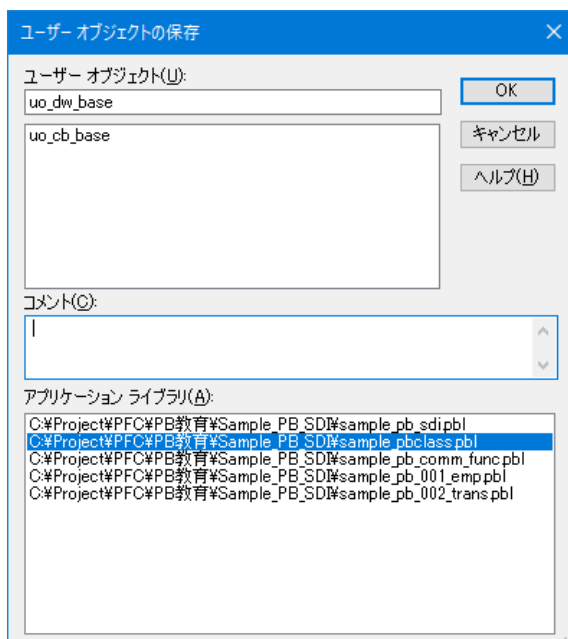 ユーザー オブジェクトの保存
ユーザー オブジェクト(U):
uo_dw_base
OK
uo_cb_base
キャンセル
ヘルプ(H)
コメント(C):
アプリケーション ライブラリ(A):
C:¥Project¥PFC¥PB教育¥Sample_PB_SDI¥sample_pb_sdi.pbl
C:¥Project¥PFC¥PB教育¥Sample_PB_SDI¥sample_pbclass.pbl
C:¥Project¥PFC¥PB教育¥Sample_PB_SDI¥sample_pb_comm_func.pbl
C:¥Project¥PFC¥PB教育¥Sample_PB_SDI¥sample_pb_001_emp.pbl
C:¥Project¥PFC¥PB教育¥Sample_PB_SDI¥sample_pb_002_trans.pbl